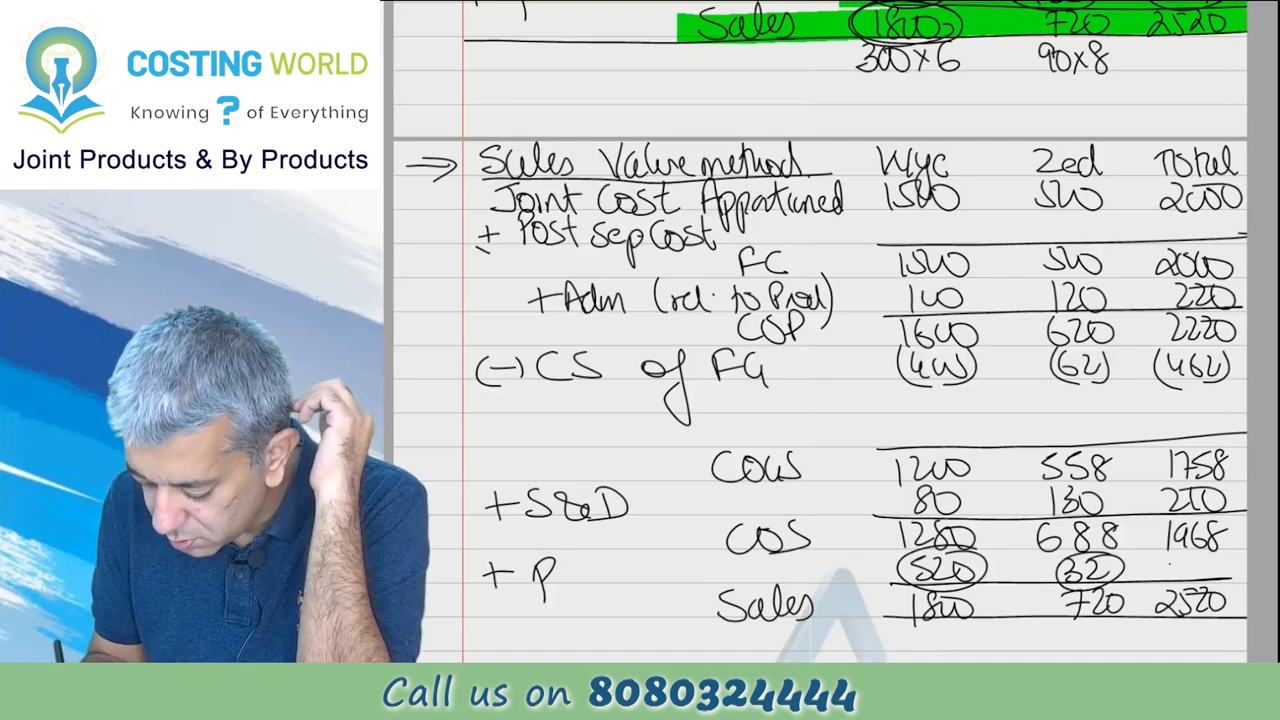 COSTING WORLD
Knowing ? of Everything
Joint Products & By Products
Sales 1800 720 2520
300x6 90x8
→ Sales Value method Wye Zed Total
Joint Cost Apportioned 1500 500 2000
+ Post Sep Cost
FC 1500 500 2000
+ Adm (rel. to Prod) 100 120 220
COP 1600 620 2220
(-) CS of FG (400) (62) (462)
COGS 1200 558 1758
+ S&D 80 130 210
COS 1280 688 1968
+ P 520 32
Sales 1800 720 2520
Call us on 8080324444